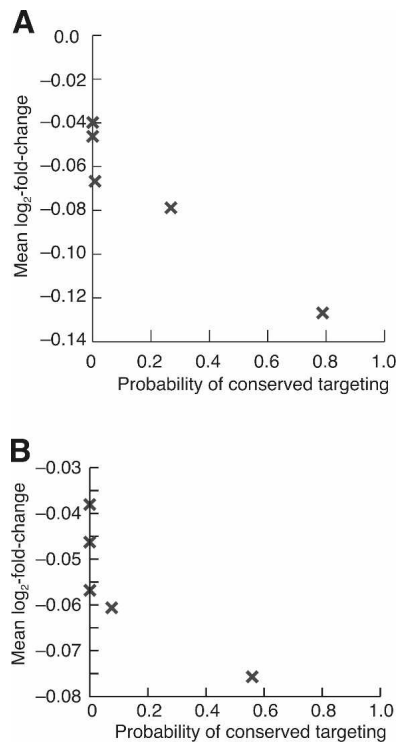 A
0.0
−0.02
−0.04
−0.06
−0.08
−0.10
−0.12
−0.14
Mean log₂-fold-change
0 0.2 0.4 0.6 0.8 1.0
Probability of conserved targeting
B
−0.03
−0.04
−0.05
−0.06
−0.07
−0.08
Mean log₂-fold-change
0 0.2 0.4 0.6 0.8 1.0
Probability of conserved targeting